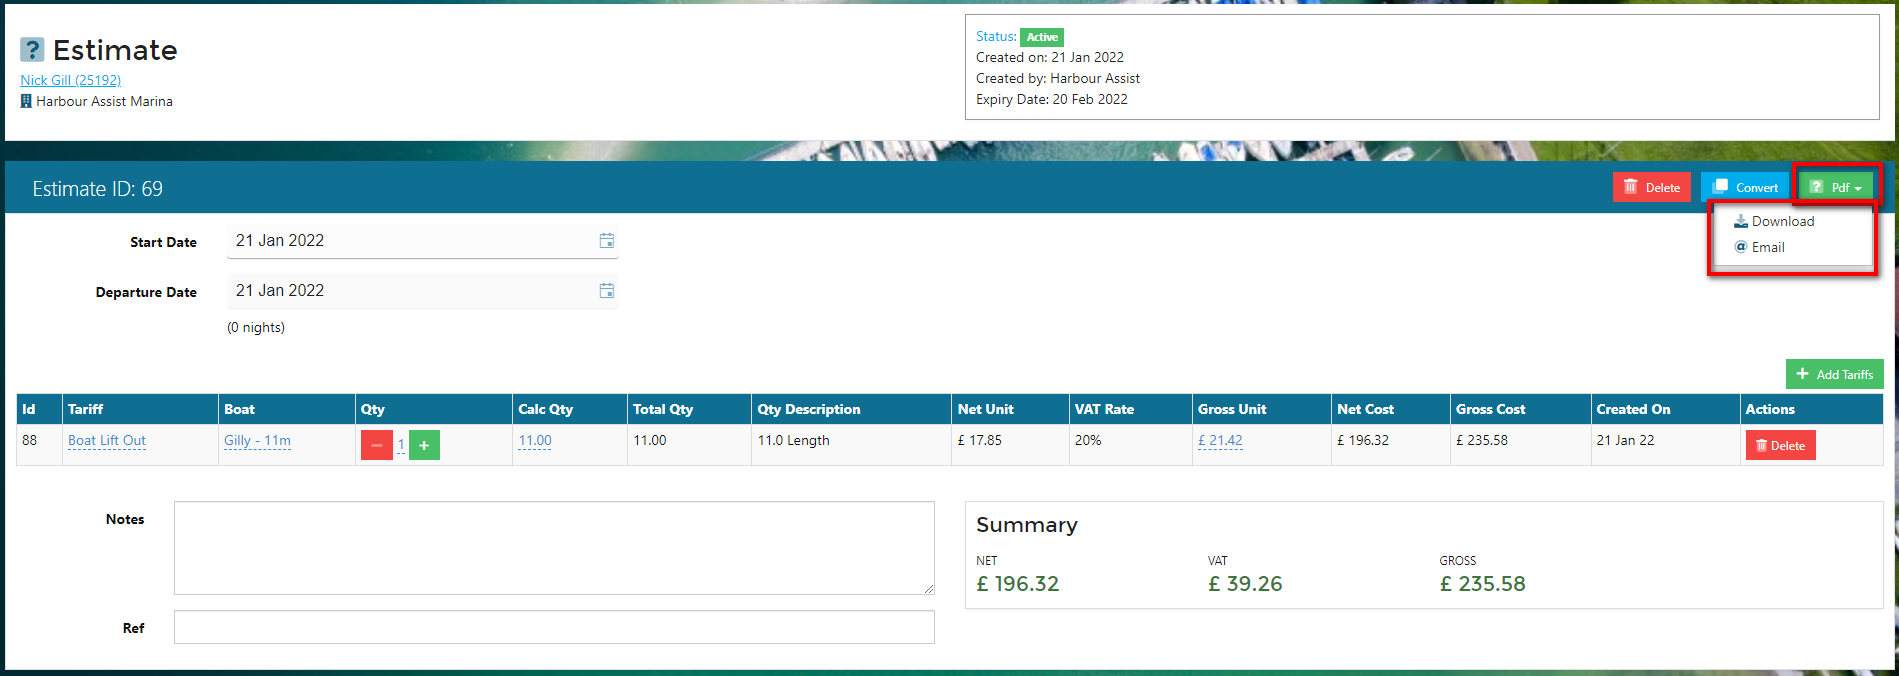 Estimate
Nick Gill (25192)
Harbour Assist Marina
Status: Active
Created on: 21 Jan 2022
Created by: Harbour Assist
Expiry Date: 20 Feb 2022
Estimate ID: 69
Delete Convert Pdf
Download
@ Email
Start Date 21 Jan 2022
Departure Date 21 Jan 2022
(0 nights)
+ Add Tariffs
Id Tariff Boat Qty Calc Qty Total Qty Qty Description Net Unit VAT Rate Gross Unit Net Cost Gross Cost Created On Actions
88 Boat Lift Out Gilly - 11m − 1 + 11.00 11.00 11.0 Length £ 17.85 20% £ 21.42 £ 196.32 £ 235.58 21 Jan 22 Delete
Notes
Ref
Summary
NET VAT GROSS
£ 196.32 £ 39.26 £ 235.58